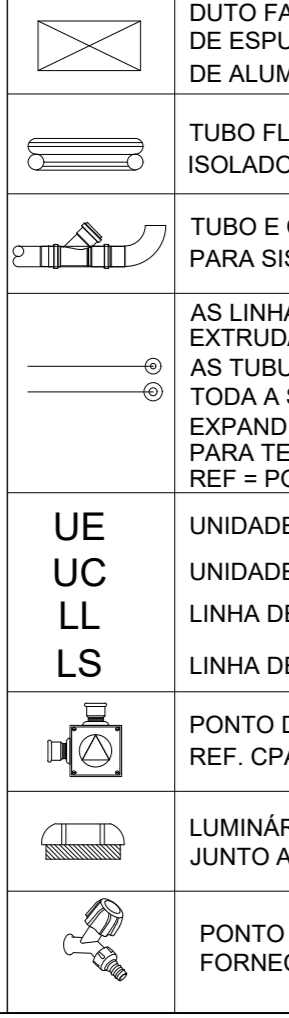 DUTO FA
DE ESPU
DE ALUM
TUBO FL
ISOLADO
TUBO E
PARA SIS
AS LINHA
EXTRUDA
AS TUBU
TODA A S
EXPAND
PARA TE
REF = PO
UE UNIDADE
UC UNIDADE
LL LINHA DE
LS LINHA DE
PONTO D
REF. CPA
LUMINÁR
JUNTO A
PONTO
FORNEC